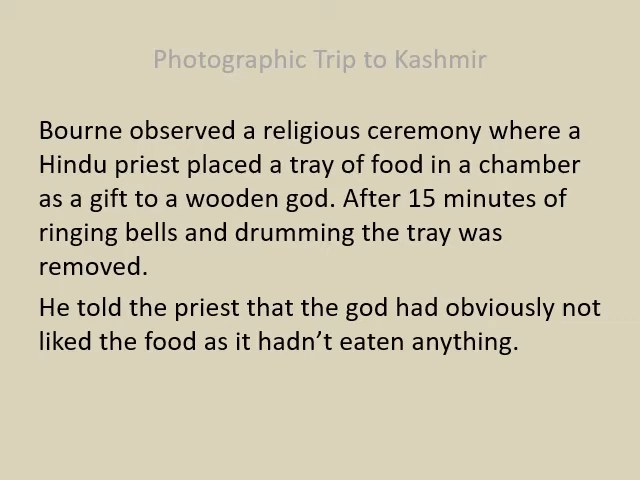 Photographic Trip to Kashmir
Bourne observed a religious ceremony where a
Hindu priest placed a tray of food in a chamber
as a gift to a wooden god. After 15 minutes of
ringing bells and drumming the tray was
removed.
He told the priest that the god had obviously not
liked the food as it hadn’t eaten anything.